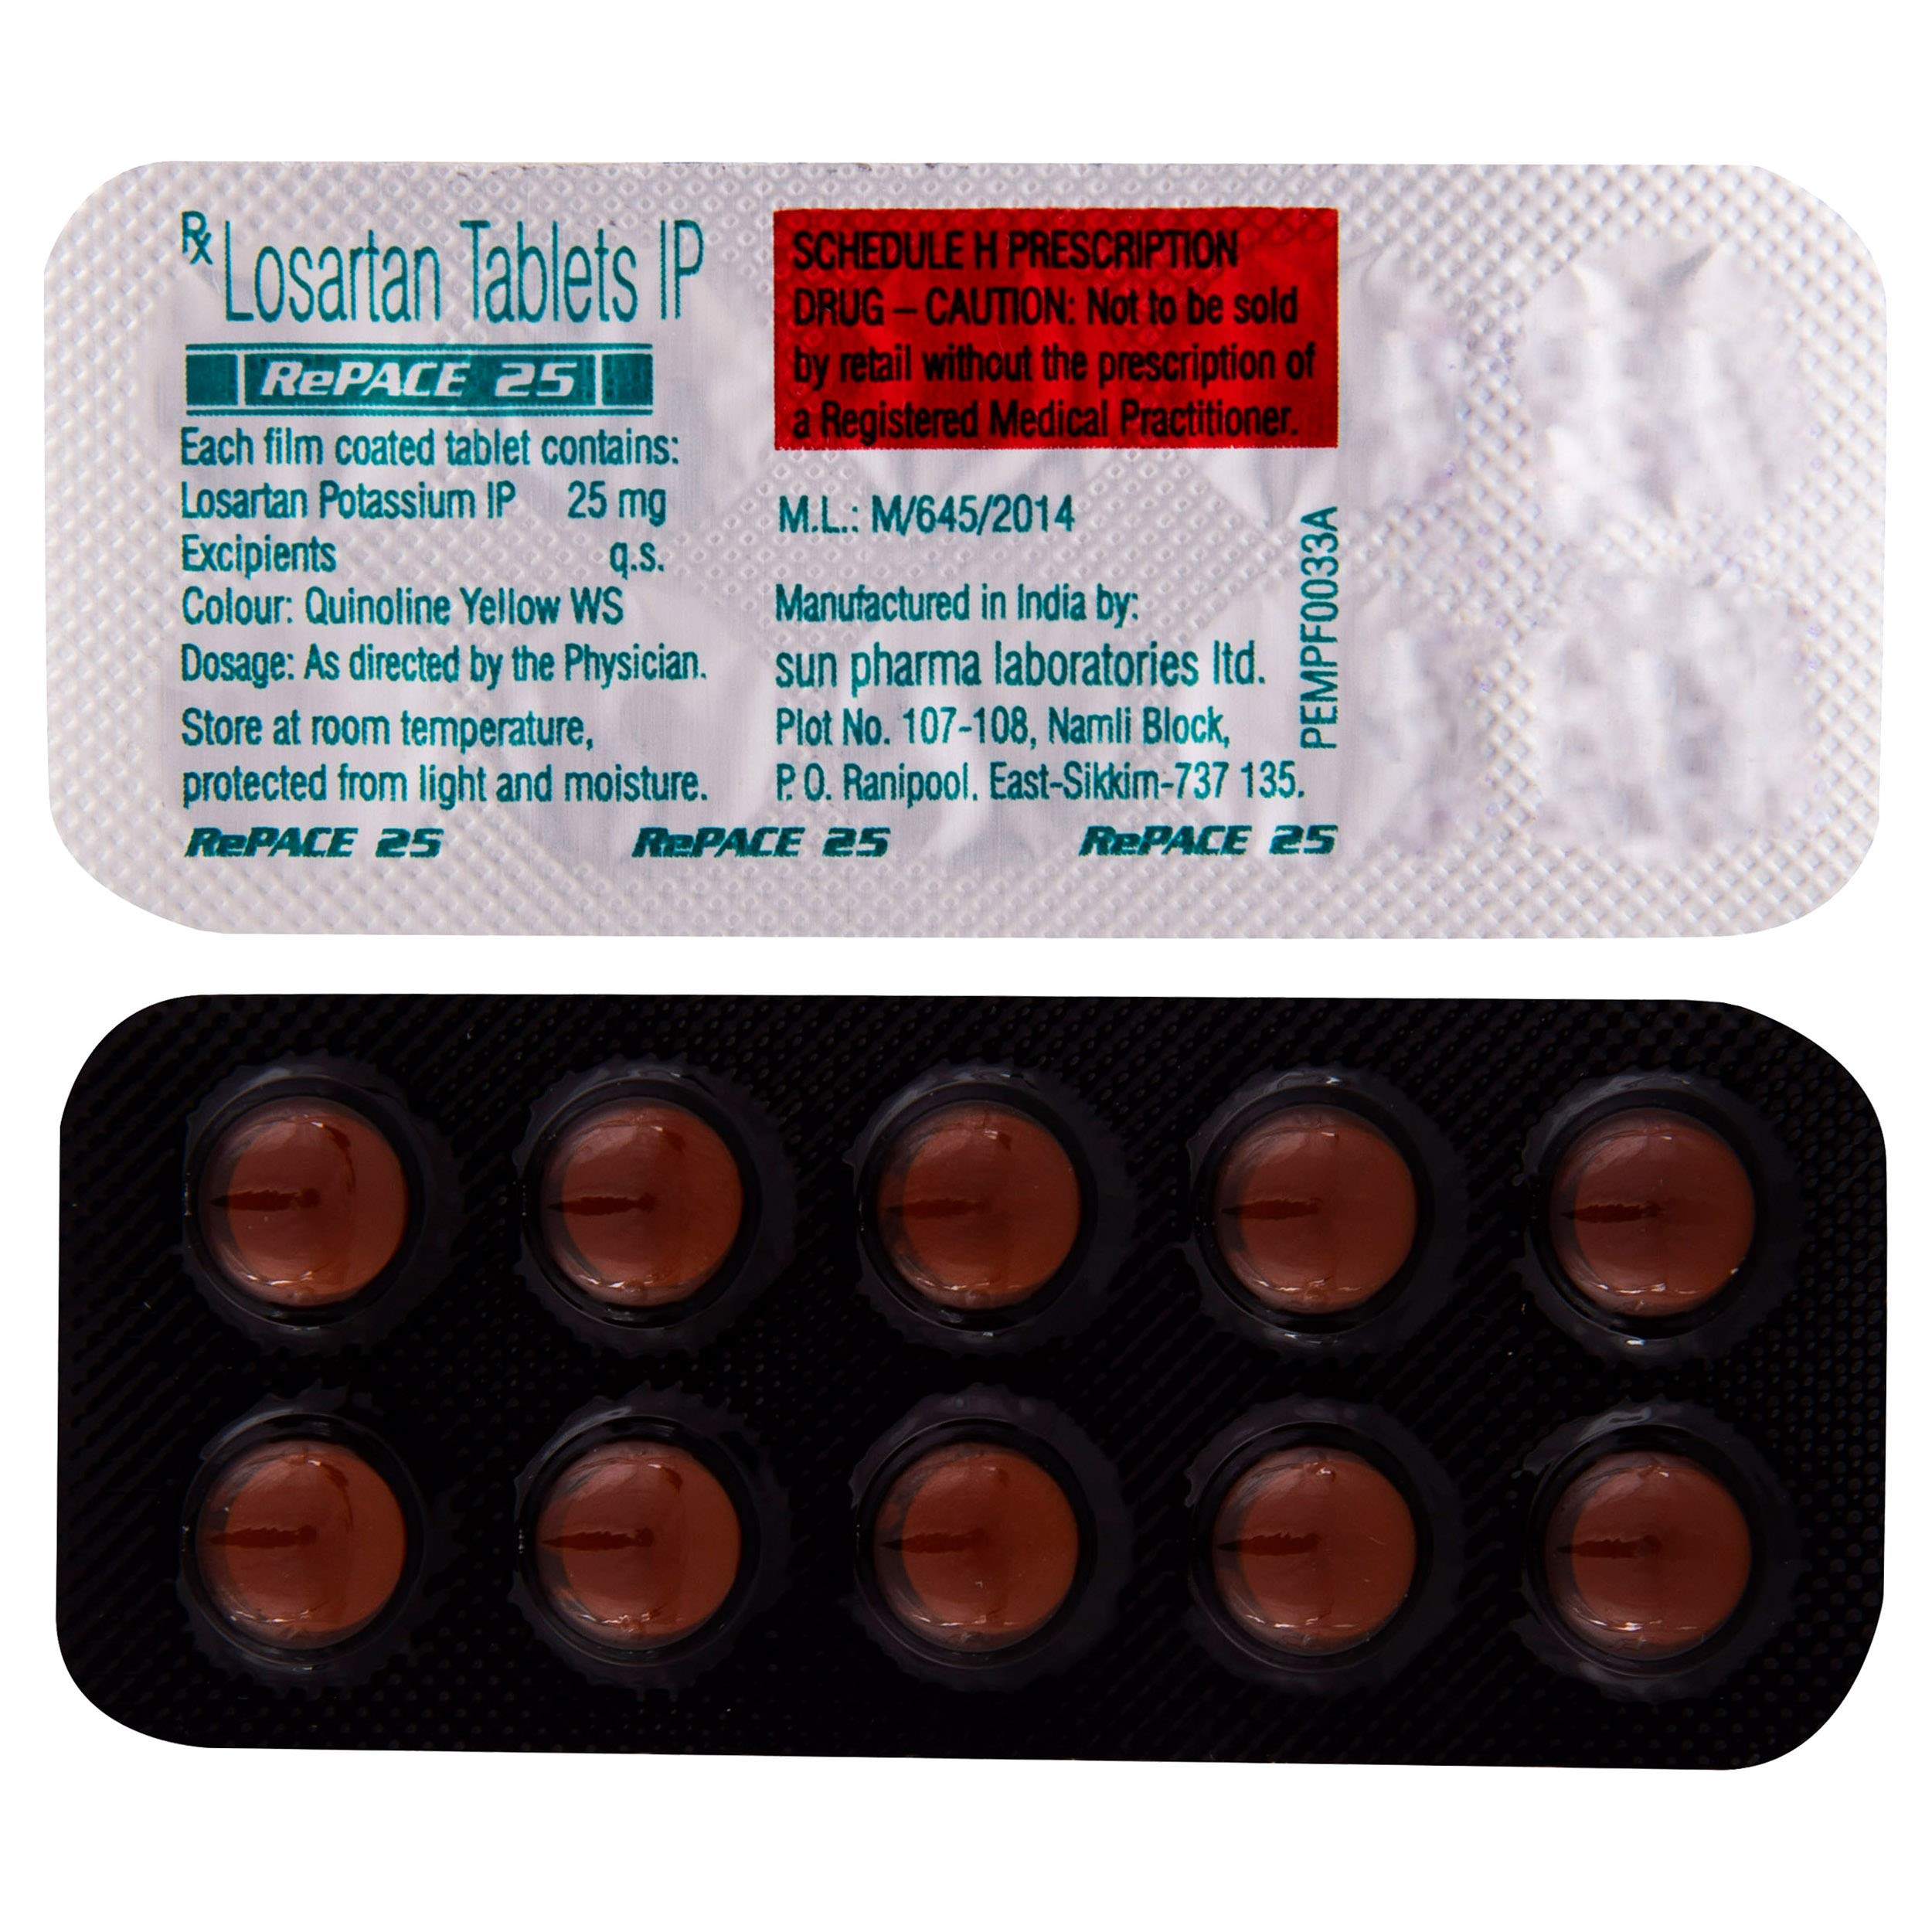 Rx Losartan Tablets IP
RePACE 25
Each film coated tablet contains:
Losartan Potassium IP 25 mg
Excipients q.s.
Colour: Quinoline Yellow WS
Dosage: As directed by the Physician.
Store at room temperature,
protected from light and moisture.
SCHEDULE H PRESCRIPTION
DRUG – CAUTION: Not to be sold
by retail without the prescription of
a Registered Medical Practitioner.
M.L.: M/645/2014
Manufactured in India by:
sun pharma laboratories ltd.
Plot No. 107-108, Namli Block,
P. O. Ranipool, East-Sikkim-737 135.
PEMPF0033A
RePACE 25 RePACE 25 RePACE 25